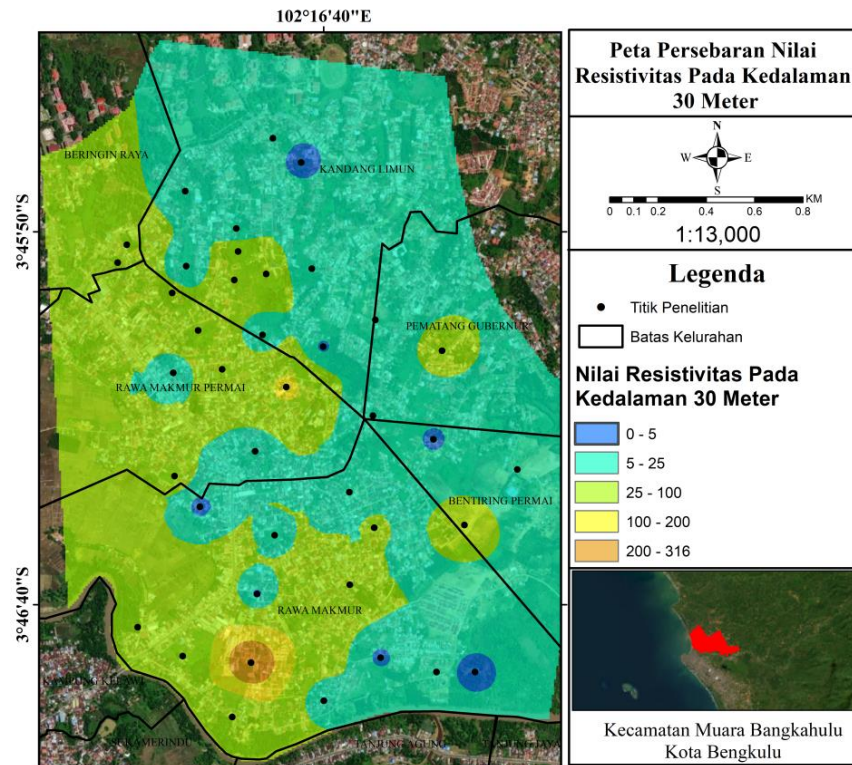 102°16'40"E
3°45'50"S
3°46'40"S
BERINGIN RAYA
KANDANG LIMUN
PEMATANG GUBERNUR
RAWA MAKMUR PERMAI
BENTIRING PERMAI
RAWA MAKMUR
SUKAMERINDU
TANJUNG AGUNG
TANJUNG JAYA
Peta Persebaran Nilai
Resistivitas Pada Kedalaman
30 Meter
N
W
E
S
0 0.1 0.2 0.4 0.6 0.8
KM
1:13,000
Legenda
Titik Penelitian
Batas Kelurahan
Nilai Resistivitas Pada
Kedalaman 30 Meter
0 - 5
5 - 25
25 - 100
100 - 200
200 - 316
Kecamatan Muara Bangkahulu
Kota Bengkulu